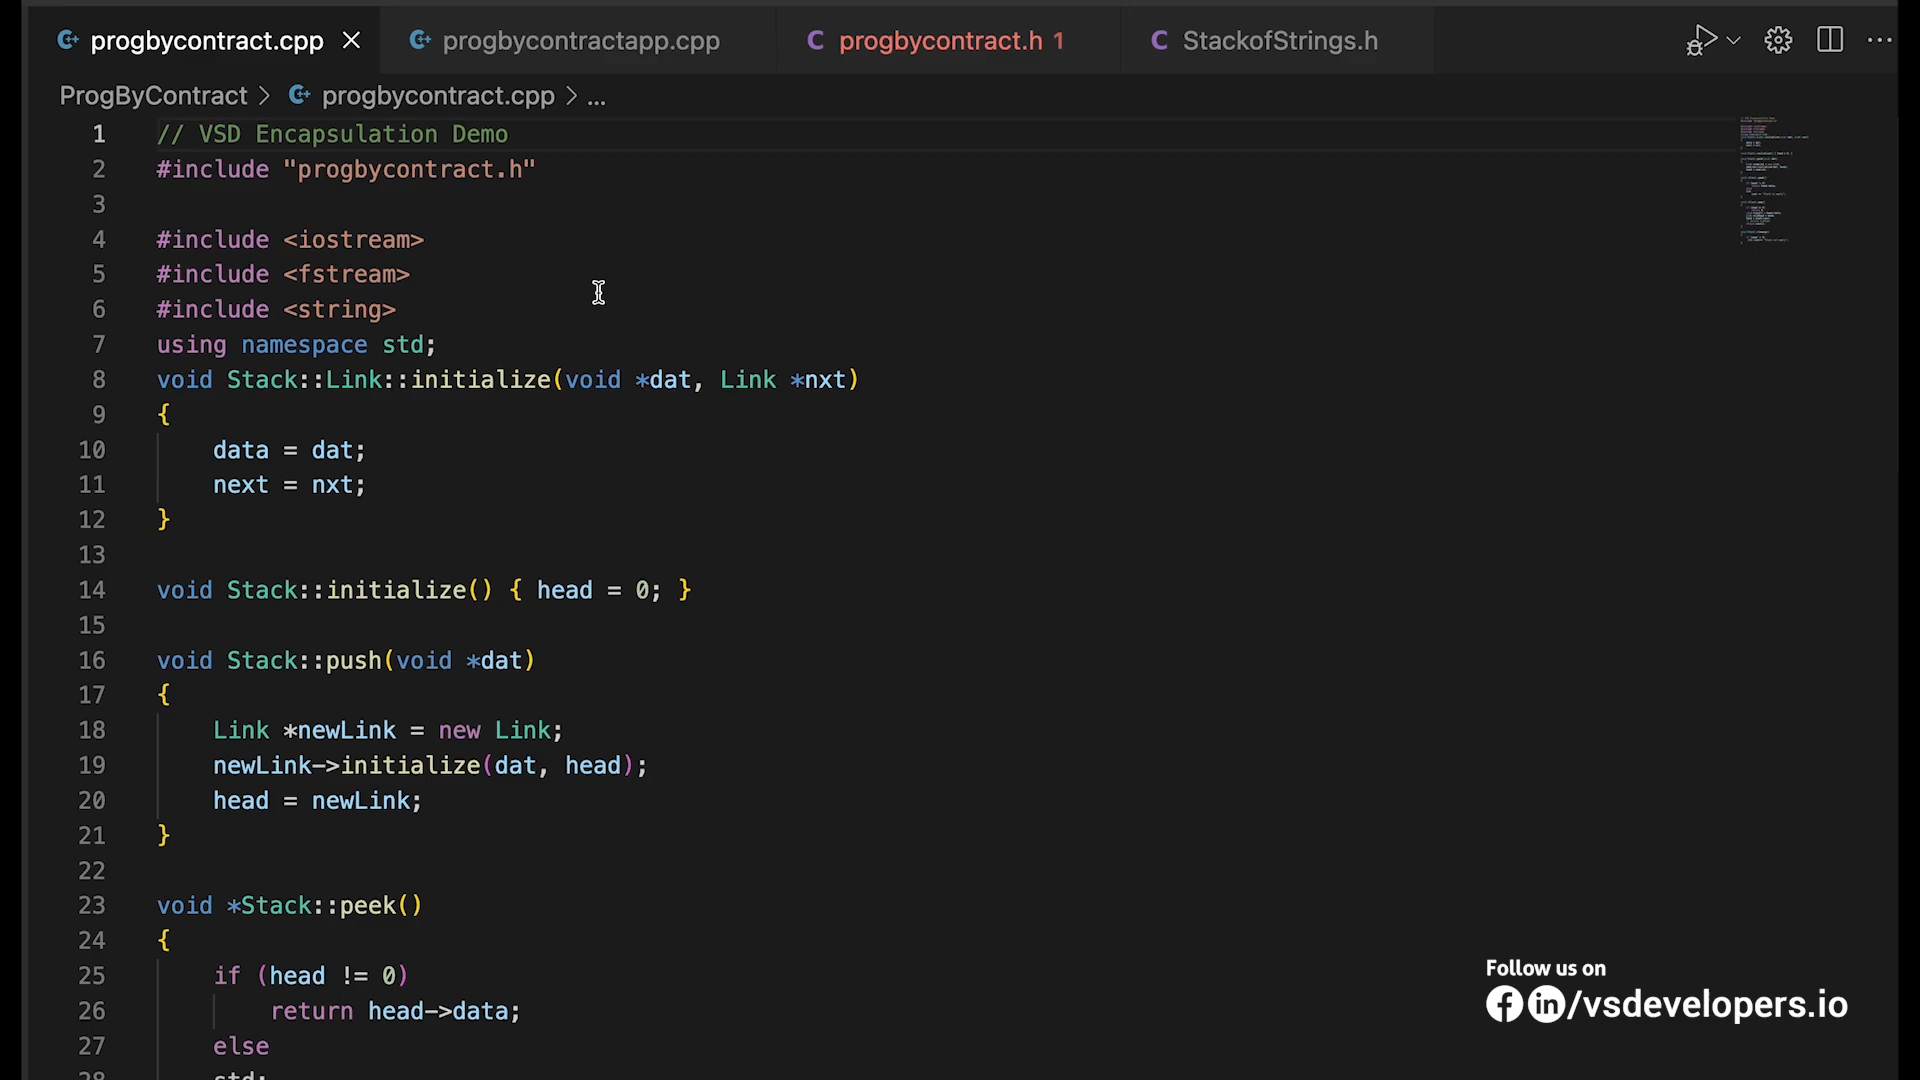 progbycontract.cpp
progbycontractapp.cpp
progbycontract.h 1
StackofStrings.h
ProgByContract > progbycontract.cpp > ...
1 // VSD Encapsulation Demo
2 #include "progbycontract.h"
3
4 #include <iostream>
5 #include <fstream>
6 #include <string>
7 using namespace std;
8 void Stack::Link::initialize(void *dat, Link *nxt)
9 {
10 data = dat;
11 next = nxt;
12 }
13
14 void Stack::initialize() { head = 0; }
15
16 void Stack::push(void *dat)
17 {
18 Link *newLink = new Link;
19 newLink->initialize(dat, head);
20 head = newLink;
21 }
22
23 void *Stack::peek()
24 {
25 if (head != 0)
26 return head->data;
27 else
28 std:
Follow us on
/vsdevelopers.io